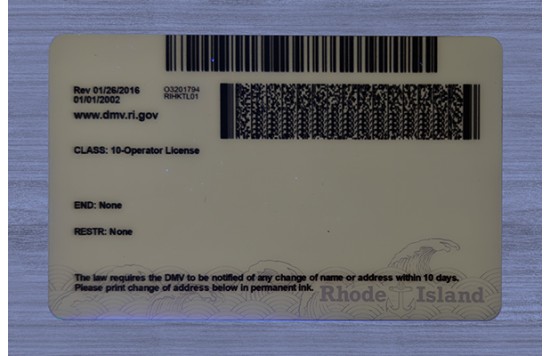 Rev 01/26/2016 O3201794
01/01/2002 RIHKTL01
www.dmv.ri.gov
CLASS: 10-Operator License
END: None
RESTR: None
The law requires the DMV to be notified of any change of name or address within 10 days.
Please print change of address below in permanent ink.
Rhode Island